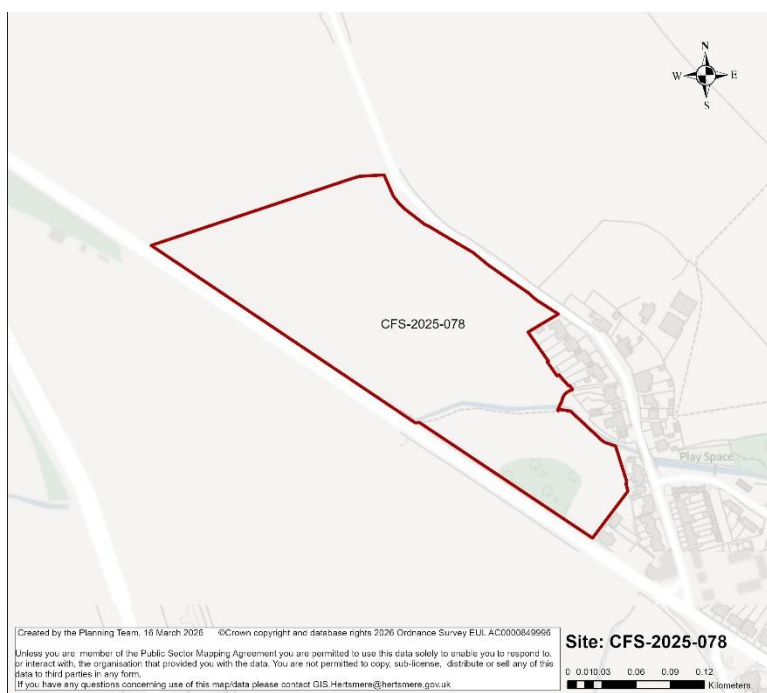 N
W E
S
CFS-2025-078
Play Space
Created by the Planning Team, 16 March 2026 ©Crown copyright and database rights 2026 Ordnance Survey EUL AC0000849996
Unless you are member of the Public Sector Mapping Agreement you are permitted to use this data solely to enable you to respond to,
or interact with, the organisation that provided you with the data. You are not permitted to copy, sub-license, distribute or sell any of this
data to third parties in any form.
If you have any questions concerning use of this map/data please contact GIS.Hertsmere@hertsmere.gov.uk
Site: CFS-2025-078
0 0.01 0.03 0.06 0.09 0.12
Kilometers